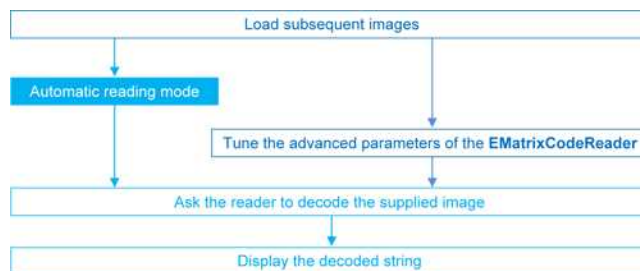 Load subsequent images
Automatic reading mode
Tune the advanced parameters of the EMatrixCodeReader
Ask the reader to decode the supplied image
Display the decoded string